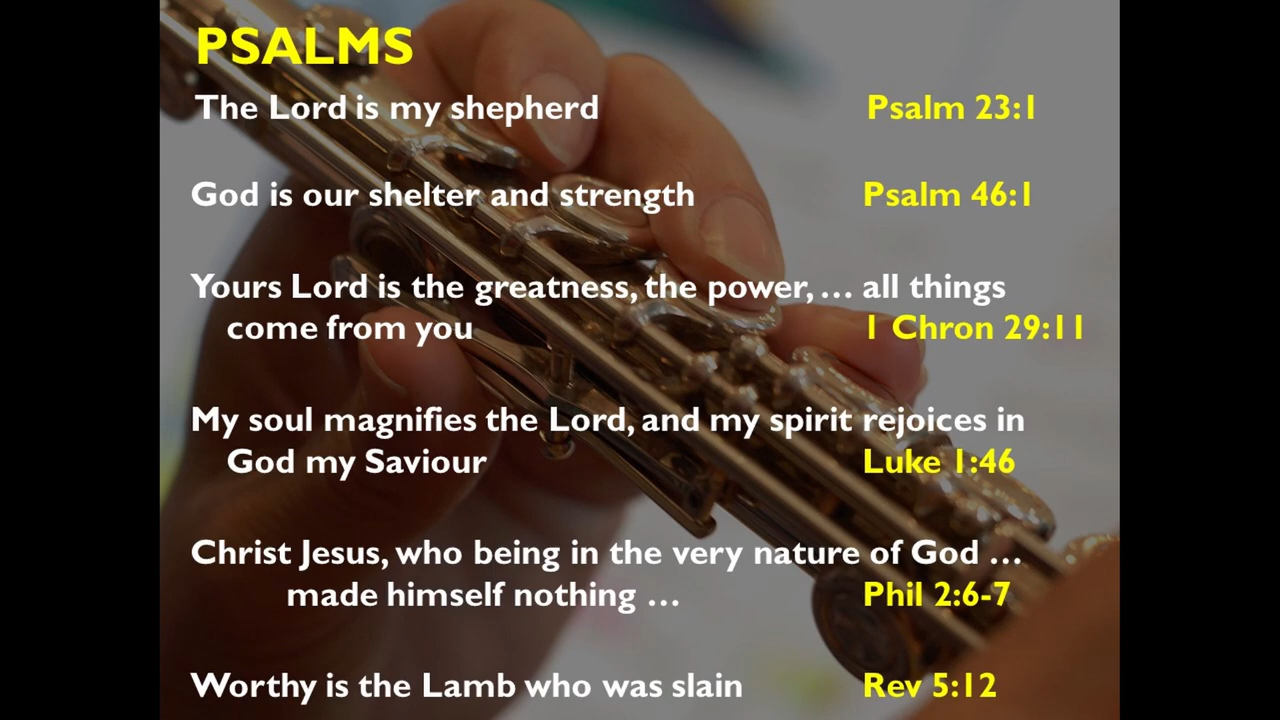 PSALMS
The Lord is my shepherd Psalm 23:1
God is our shelter and strength Psalm 46:1
Yours Lord is the greatness, the power, … all things
come from you 1 Chron 29:11
My soul magnifies the Lord, and my spirit rejoices in
God my Saviour Luke 1:46
Christ Jesus, who being in the very nature of God …
made himself nothing … Phil 2:6-7
Worthy is the Lamb who was slain Rev 5:12